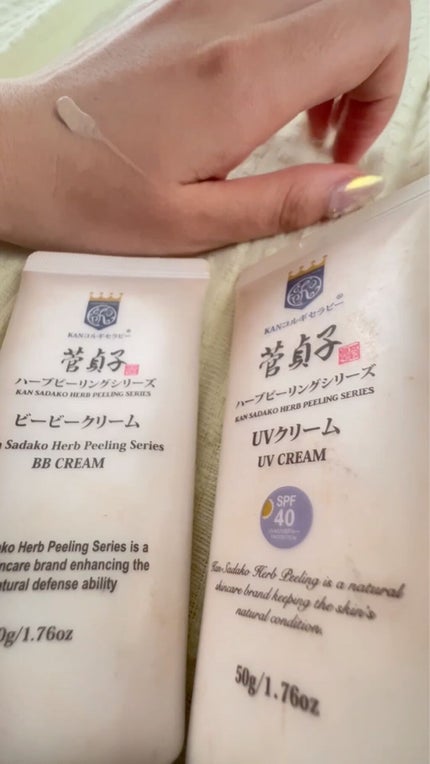 KANコルギセラピー®
菅貞子
ハーブピーリングシリーズ
KAN SADAKO HERB PEELING SERIES
ビービークリーム
Sadako Herb Peeling Series
BB CREAM
Herb Peeling Series is a
brand enhancing the
defense ability
/1.76oz
KANコルギセラピー®
菅貞子
ハーブピーリングシリーズ
KAN SADAKO HERB PEELING SERIES
UVクリーム
UV CREAM
SPF
40
Kan Sadako Herb Peeling is a natural
skincare brand keeping the skin's
natural condition.
50g/1.76oz